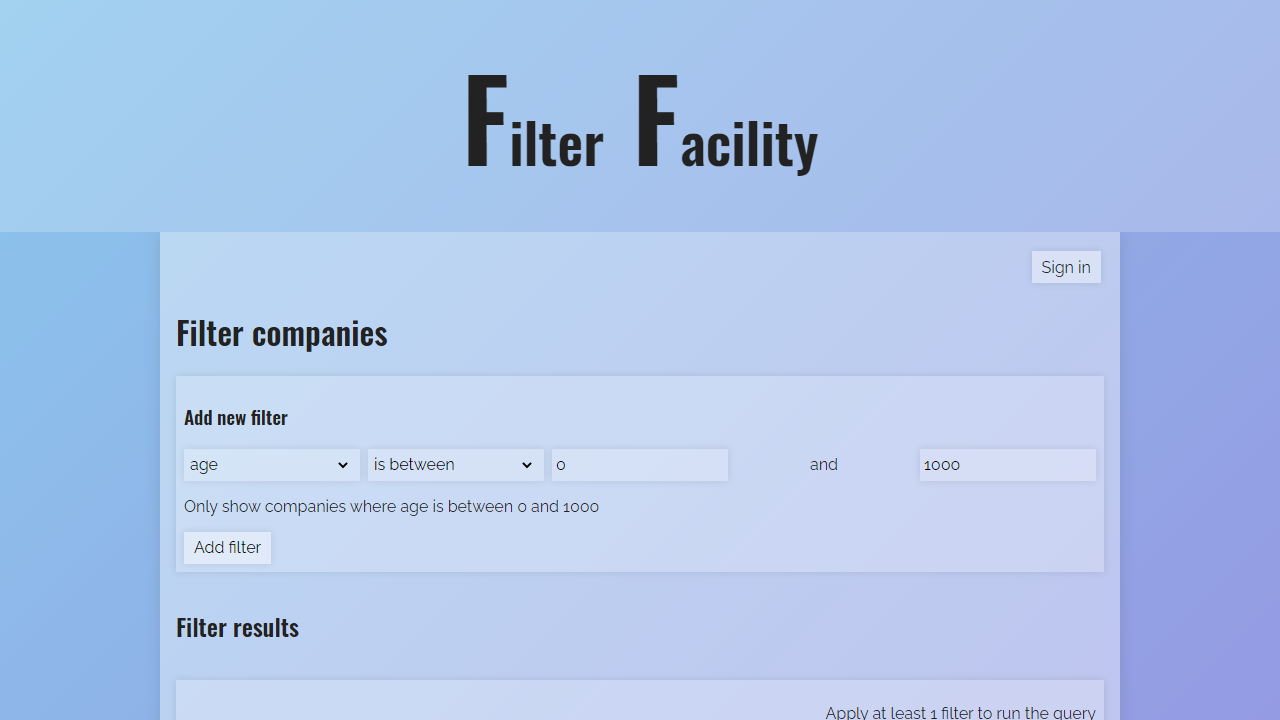 Filter Facility
Sign in
Filter companies
Add new filter
age is between 0 and 1000
Only show companies where age is between 0 and 1000
Add filter
Filter results
Apply at least 1 filter to run the query